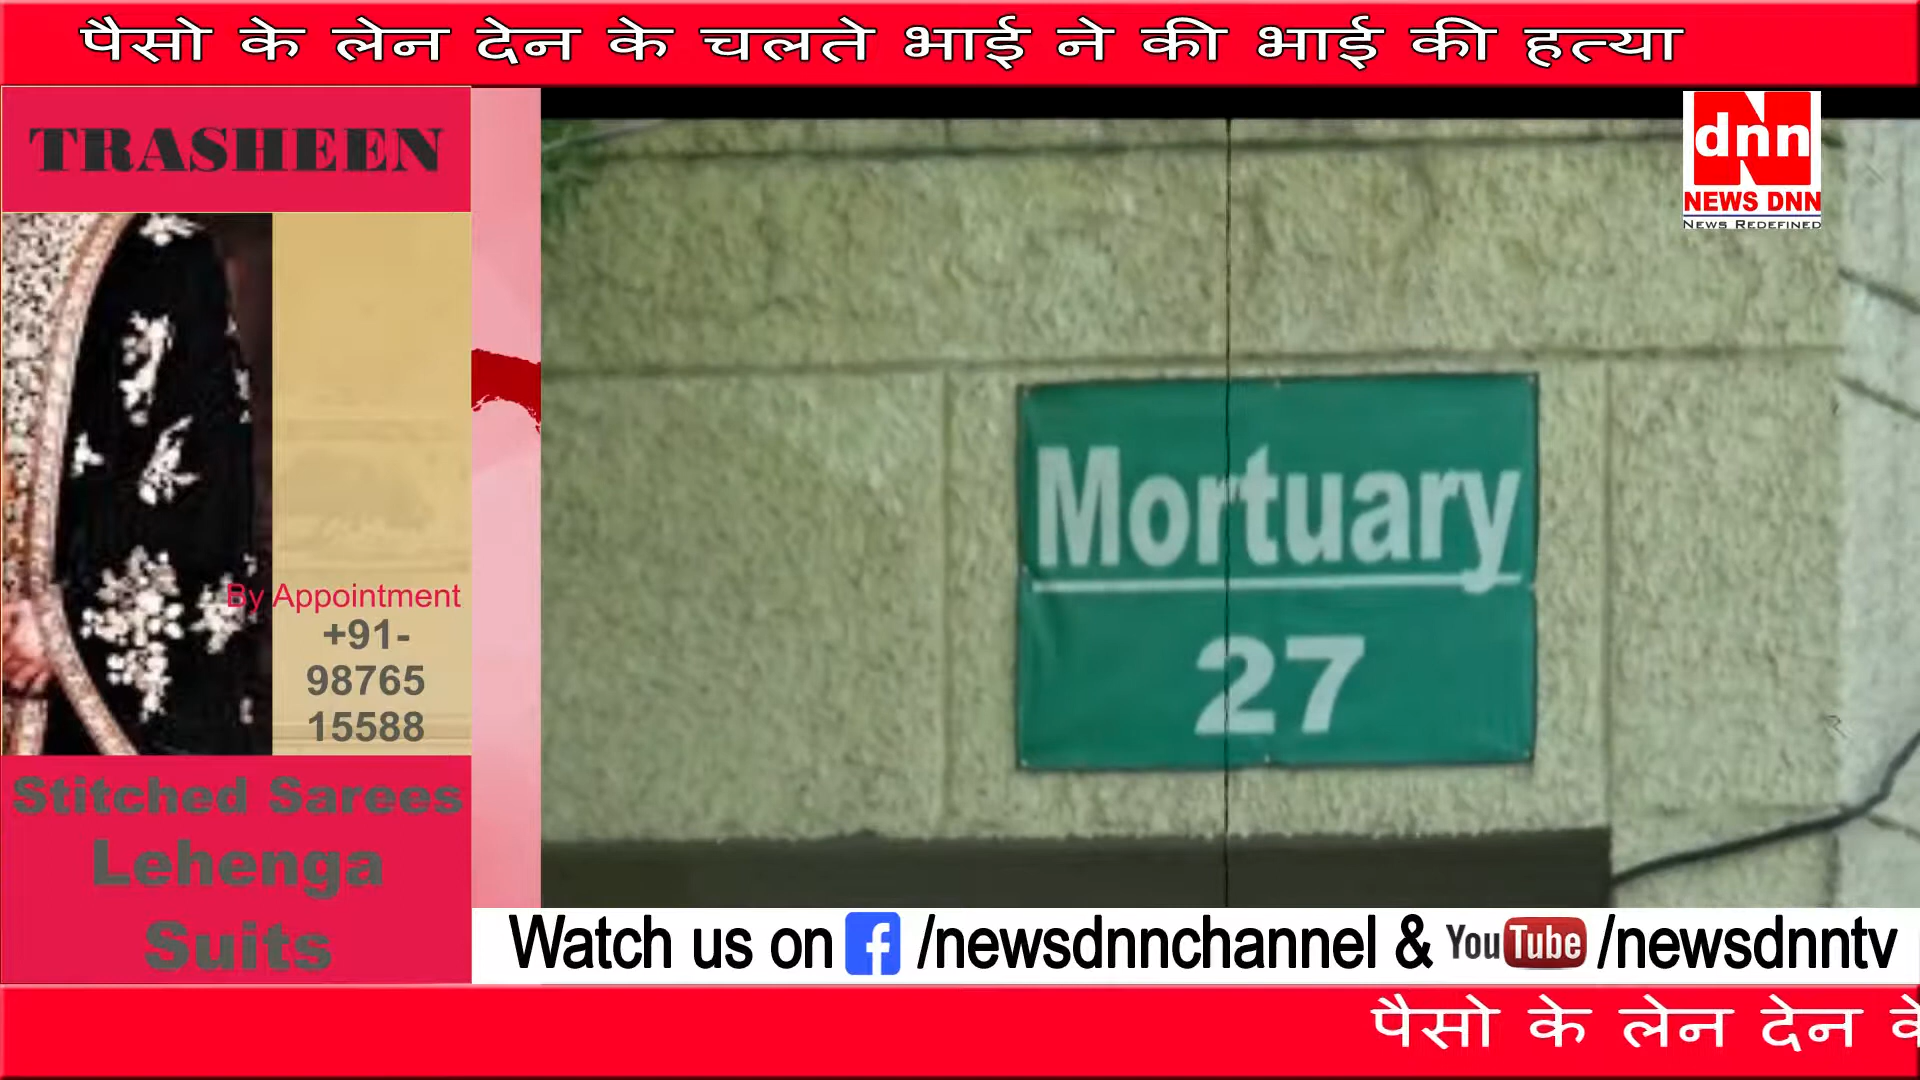 पैसो के लेन देन के चलते भाई ने की भाई की हत्या
TRASHEEN
By Appointment
+91-
98765
15588
Stitched Sarees
Lehenga
Suits
dnn
NEWS DNN
NEWS REDEFINED
Mortuary
27
Watch us on f /newsdnnchannel & YouTube /newsdnntv
पैसो के लेन देन